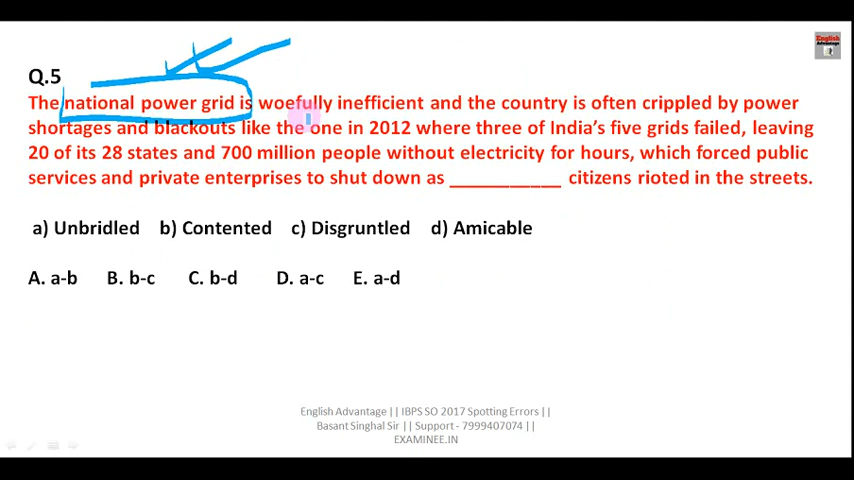 English
Advantage
Q.5
The national power grid is woefully inefficient and the country is often crippled by power
shortages and blackouts like the one in 2012 where three of India's five grids failed, leaving
20 of its 28 states and 700 million people without electricity for hours, which forced public
services and private enterprises to shut down as ____________ citizens rioted in the streets.
a) Unbridled b) Contented c) Disgruntled d) Amicable
A. a-b B. b-c C. b-d D. a-c E. a-d
English Advantage || IBPS SO 2017 Spotting Errors ||
Basant Singhal Sir || Support - 7999407074 ||
EXAMINEE.IN